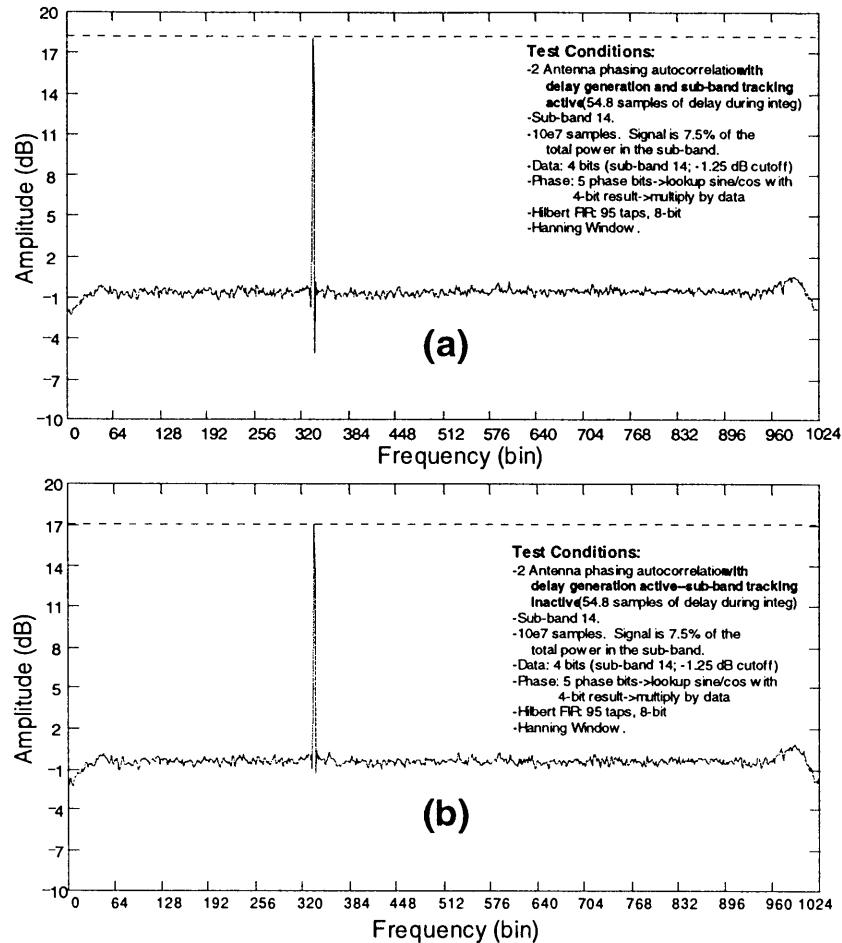 20
17
14
11
8
5
2
−1
−4
−7
−10
Amplitude (dB)
Test Conditions:
-2 Antenna phasing autocorrelation with
delay generation and sub-band tracking
active (54.8 samples of delay during integ)
-Sub-band 14.
-10e7 samples. Signal is 7.5% of the
total power in the sub-band.
-Data: 4 bits (sub-band 14; -1.25 dB cutoff)
-Phase: 5 phase bits->lookup sine/cos with
4-bit result->multiply by data
-Hilbert FIR: 95 taps, 8-bit
-Hanning Window.
(a)
0 64 128 192 256 320 384 448 512 576 640 704 768 832 896 960 1024
Frequency (bin)
20
17
14
11
8
5
2
−1
−4
−7
−10
Amplitude (dB)
Test Conditions:
-2 Antenna phasing autocorrelation with
delay generation active--sub-band tracking
inactive (54.8 samples of delay during integ)
-Sub-band 14.
-10e7 samples. Signal is 7.5% of the
total power in the sub-band.
-Data: 4 bits (sub-band 14; -1.25 dB cutoff)
-Phase: 5 phase bits->lookup sine/cos with
4-bit result->multiply by data
-Hilbert FIR: 95 taps, 8-bit
-Hanning Window.
(b)
0 64 128 192 256 320 384 448 512 576 640 704 768 832 896 960 1024
Frequency (bin)